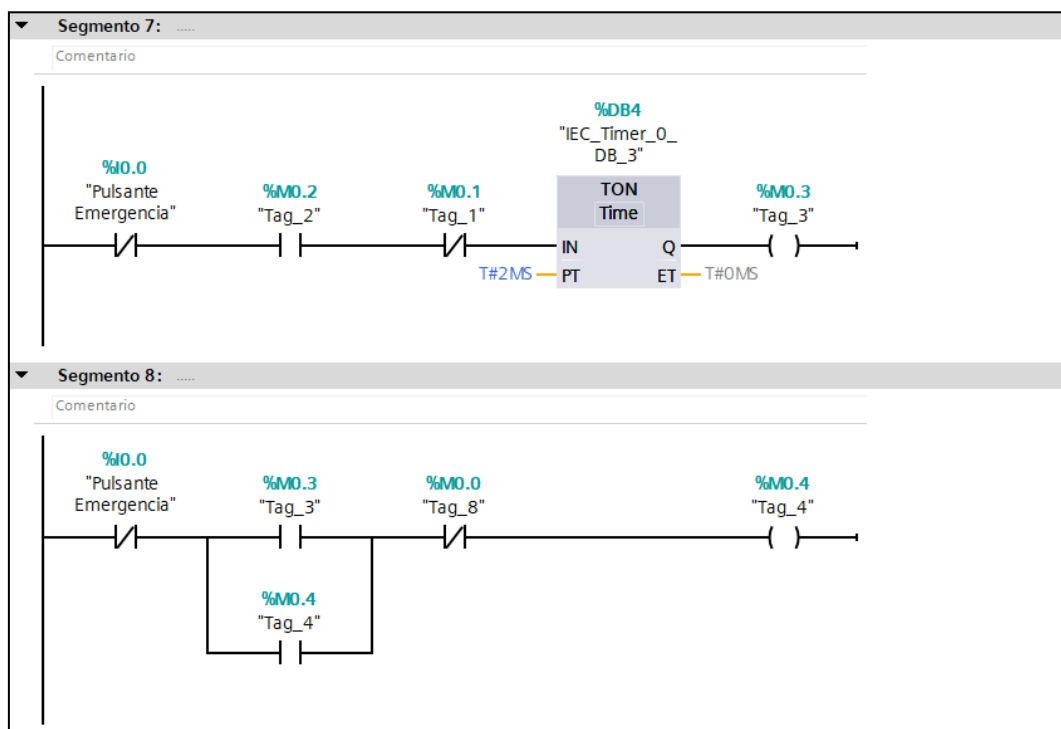 Segmento 7: .....
Comentario
%DB4
"IEC_Timer_0_
DB_3"
%I0.0
"Pulsante
Emergencia"
%M0.2
"Tag_2"
%M0.1
"Tag_1"
TON
Time
%M0.3
"Tag_3"
IN
Q
T#2MS
PT
ET
T#0MS
Segmento 8: .....
Comentario
%I0.0
"Pulsante
Emergencia"
%M0.3
"Tag_3"
%M0.0
"Tag_8"
%M0.4
"Tag_4"
%M0.4
"Tag_4"